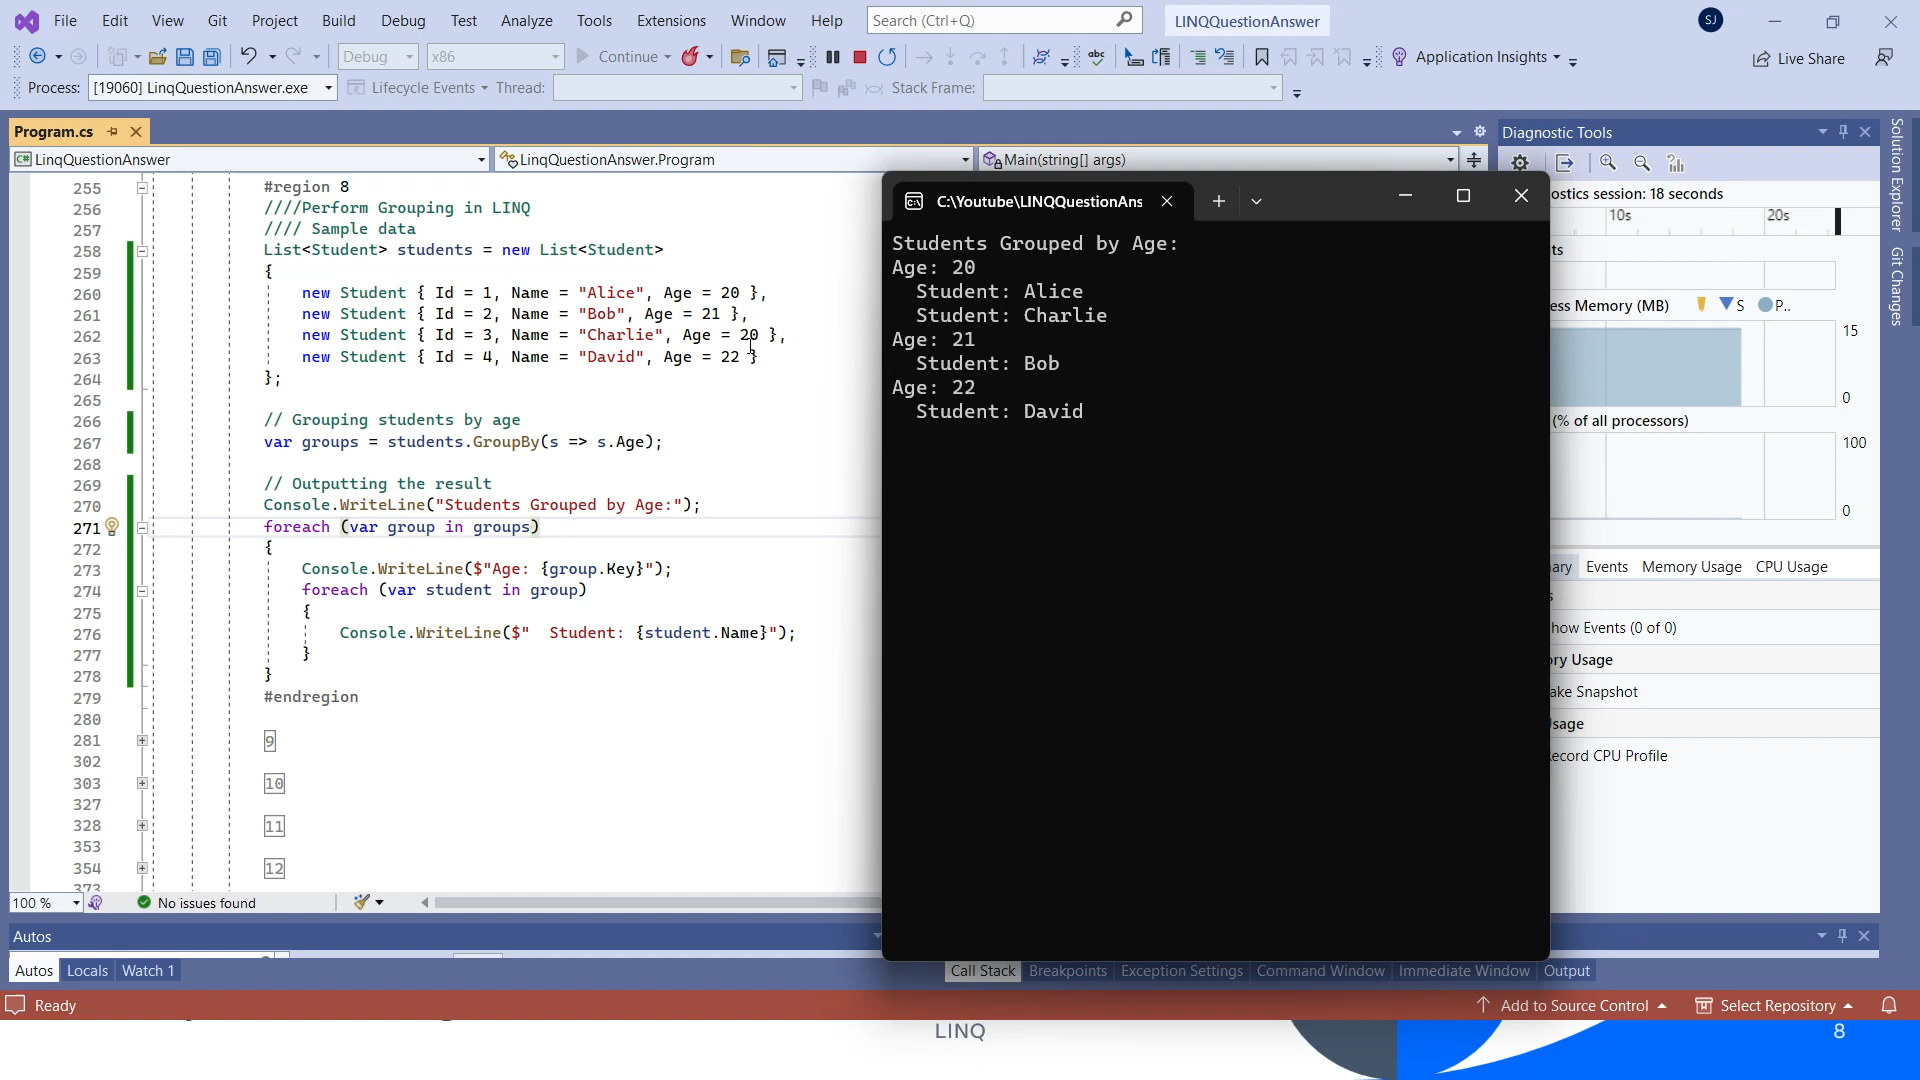 File Edit View Git Project Build Debug Test Analyze Tools Extensions Window Help Search (Ctrl+Q) LINQQuestionAnswer SJ
Debug x86 Continue Application Insights Live Share
Process: [19060] LinqQuestionAnswer.exe Lifecycle Events Thread: Stack Frame:
Program.cs
C# LinqQuestionAnswer LinqQuestionAnswer.Program Main(string[] args)
255 #region 8
256 ////Perform Grouping in LINQ
257 //// Sample data
258 List<Student> students = new List<Student>
259 {
260 new Student { Id = 1, Name = "Alice", Age = 20 },
261 new Student { Id = 2, Name = "Bob", Age = 21 },
262 new Student { Id = 3, Name = "Charlie", Age = 20 },
263 new Student { Id = 4, Name = "David", Age = 22 }
264 };
265
266 // Grouping students by age
267 var groups = students.GroupBy(s => s.Age);
268
269 // Outputting the result
270 Console.WriteLine("Students Grouped by Age:");
271 foreach (var group in groups)
272 {
273 Console.WriteLine($"Age: {group.Key}");
274 foreach (var student in group)
275 {
276 Console.WriteLine($"  Student: {student.Name}");
277 }
278 }
279 #endregion
280
281 9
302
303 10
327
328 11
353
354 12
373
100 % No issues found
C:\Youtube\LINQQuestionAns
Students Grouped by Age:
Age: 20
Student: Alice
Student: Charlie
Age: 21
Student: Bob
Age: 22
Student: David
Diagnostic Tools
ostics session: 18 seconds
10s 20s
ts
ess Memory (MB) S P..
15
0
(% of all processors)
100
0
ary Events Memory Usage CPU Usage
how Events (0 of 0)
ry Usage
ake Snapshot
sage
ecord CPU Profile
Solution Explorer
Git Changes
Autos
Autos Locals Watch 1
Call Stack Breakpoints Exception Settings Command Window Immediate Window Output
Ready Add to Source Control Select Repository
LINQ 8